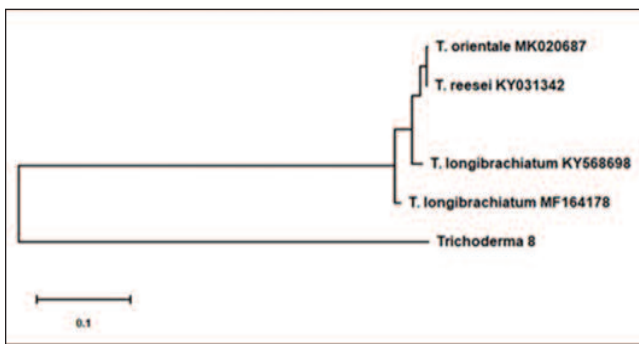 T. orientale MK020687
T. reesei KY031342
T. longibrachiatum KY568698
T. longibrachiatum MF164178
Trichoderma 8
0.1